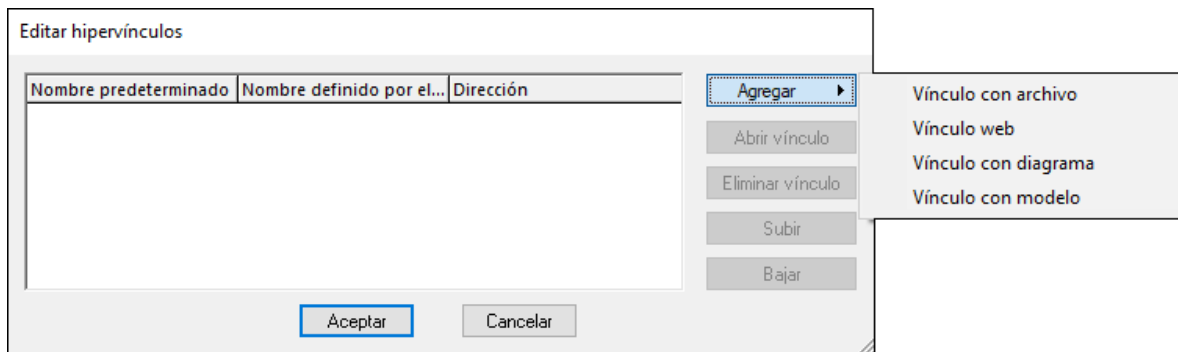 Editar hipervínculos
Nombre predeterminado Nombre definido por el... Dirección
Agregar
Abrir vínculo
Eliminar vínculo
Subir
Bajar
Vínculo con archivo
Vínculo web
Vínculo con diagrama
Vínculo con modelo
Aceptar Cancelar